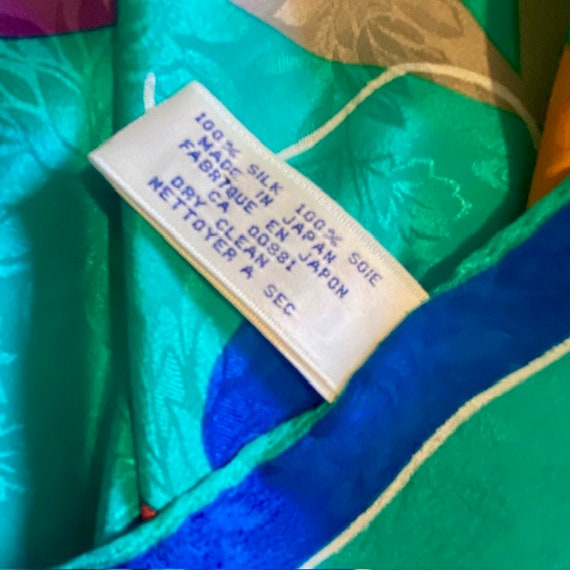 100% SILK 100% SOIE
MADE IN JAPAN
FABRIQUE EN JAPON
CA 00881
DRY CLEAN
NETTOYER A SEC